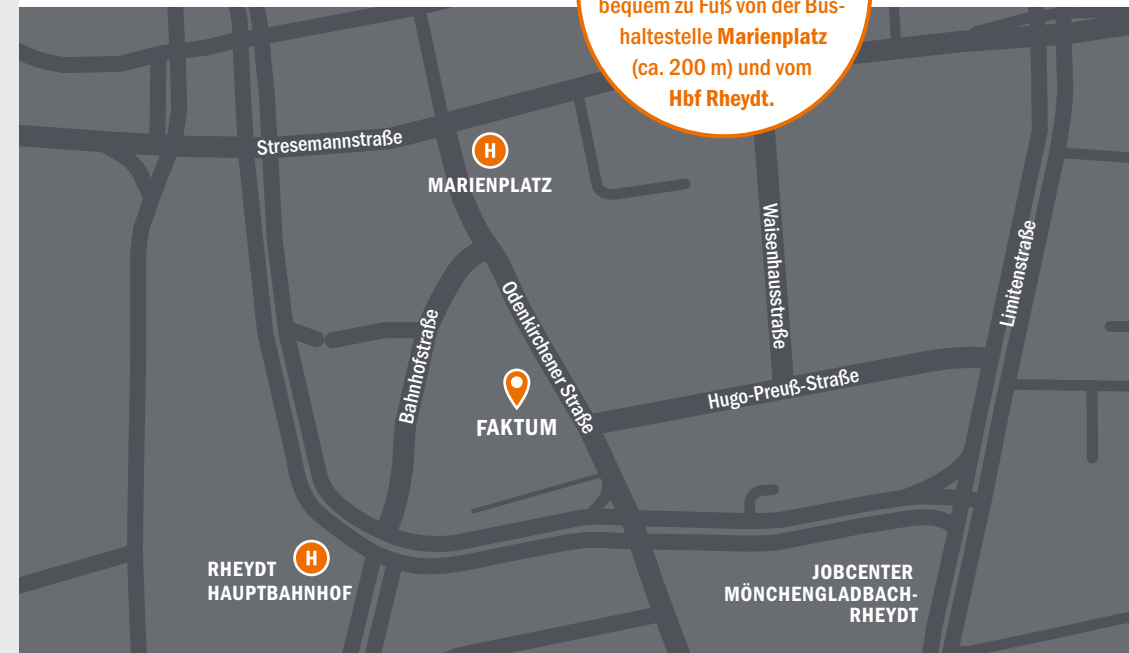 bequem zu Fuß von der Bus-
haltestelle Marienplatz
(ca. 200 m) und vom
Hbf Rheydt.
Stresemannstraße
H
MARIENPLATZ
Waisenhausstraße
Limitenstraße
Odenkirchener Straße
Bahnhofstraße
Hugo-Preuß-Straße
FAKTUM
H
RHEYDT
HAUPTBAHNHOF
JOBCENTER
MÖNCHENGLADBACH-
RHEYDT